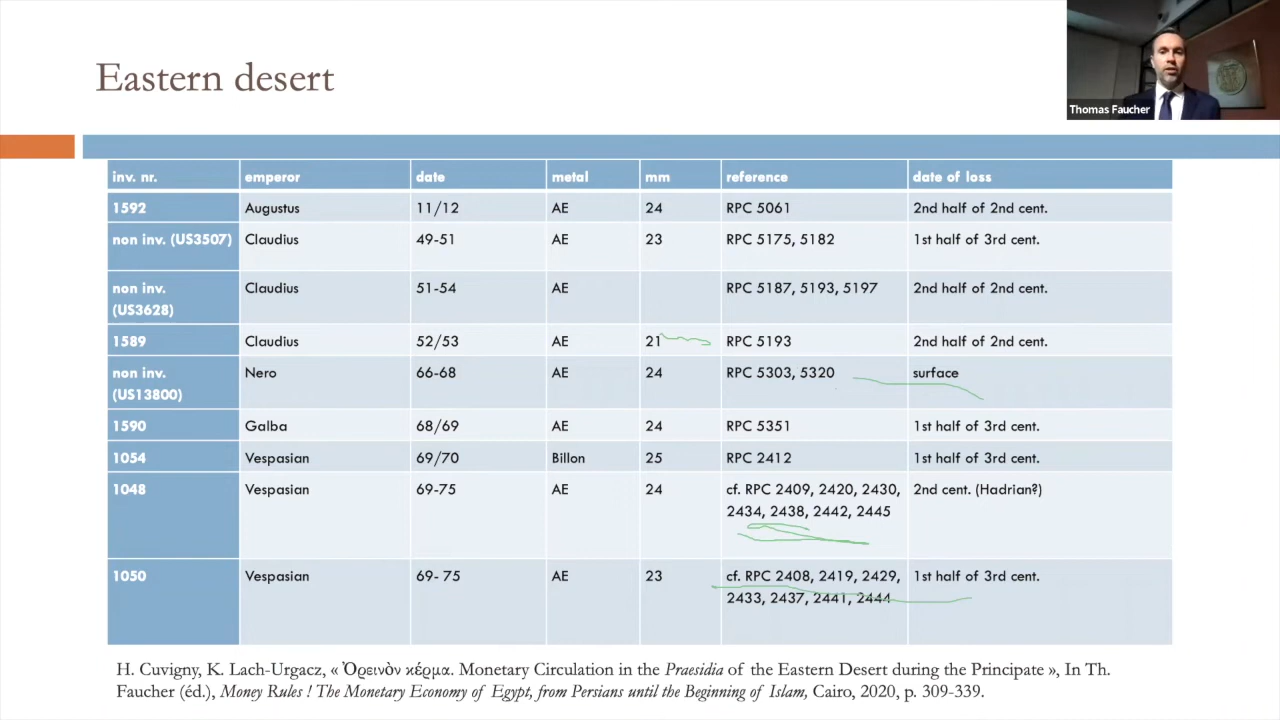 Eastern desert
Thomas Faucher
inv. nr. emperor date metal mm reference date of loss
1592 Augustus 11/12 AE 24 RPC 5061 2nd half of 2nd cent.
non inv. (US3507) Claudius 49-51 AE 23 RPC 5175, 5182 1st half of 3rd cent.
non inv. Claudius 51-54 AE RPC 5187, 5193, 5197 2nd half of 2nd cent.
(US3628)
1589 Claudius 52/53 AE 21 RPC 5193 2nd half of 2nd cent.
non inv. Nero 66-68 AE 24 RPC 5303, 5320 surface
(US13800)
1590 Galba 68/69 AE 24 RPC 5351 1st half of 3rd cent.
1054 Vespasian 69/70 Billon 25 RPC 2412 1st half of 3rd cent.
1048 Vespasian 69-75 AE 24 cf. RPC 2409, 2420, 2430, 2nd cent. (Hadrian?)
2434, 2438, 2442, 2445
1050 Vespasian 69- 75 AE 23 cf. RPC 2408, 2419, 2429, 1st half of 3rd cent.
2433, 2437, 2441, 2444
H. Cuvigny, K. Lach-Urgacz, « Ὀρεινὸν κέρμα. Monetary Circulation in the Praesidia of the Eastern Desert during the Principate », In Th.
Faucher (éd.), Money Rules ! The Monetary Economy of Egypt, from Persians until the Beginning of Islam, Cairo, 2020, p. 309-339.